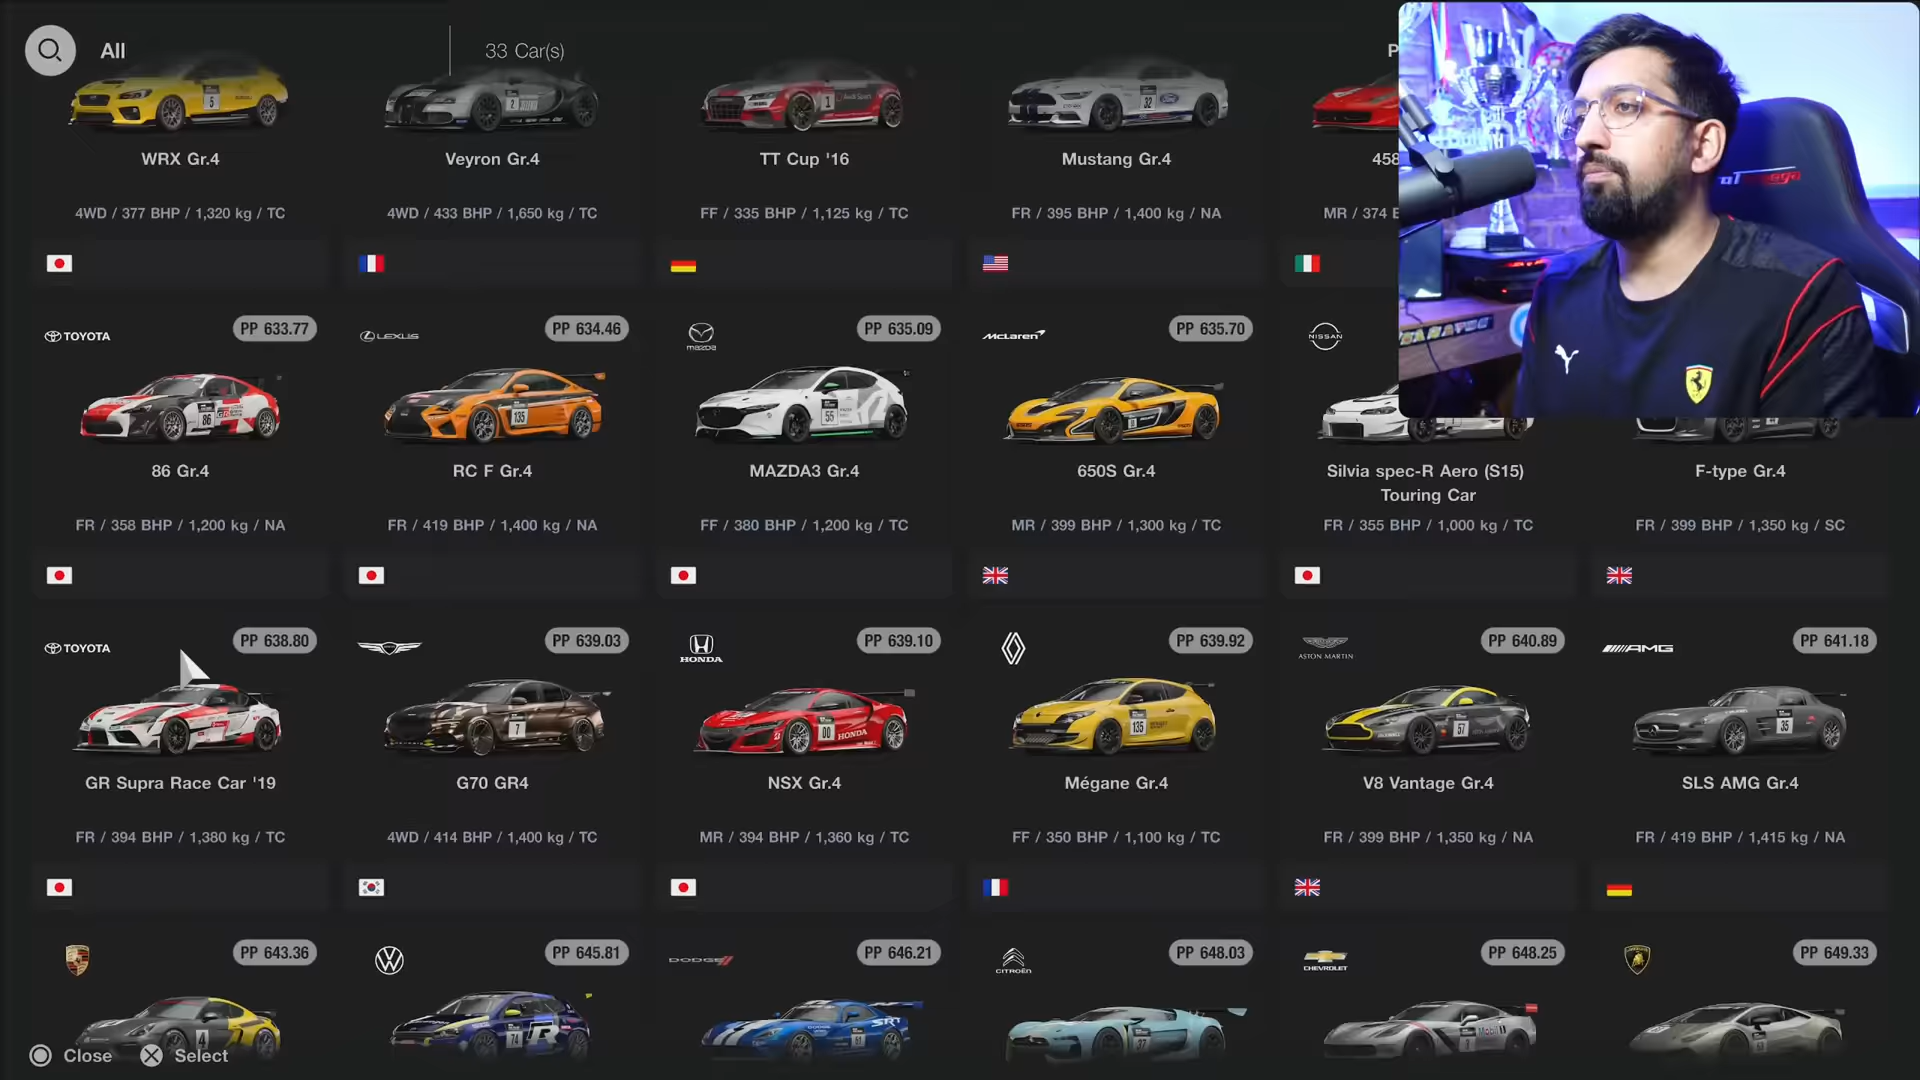 All
33 Car(s)
WRX Gr.4
Veyron Gr.4
TT Cup '16
Mustang Gr.4
458
4WD / 377 BHP / 1,320 kg / TC
4WD / 433 BHP / 1,650 kg / TC
FF / 335 BHP / 1,125 kg / TC
FR / 395 BHP / 1,400 kg / NA
MR / 374 B
TOYOTA
PP 633.77
LEXUS
PP 634.46
mazda
PP 635.09
McLaren
PP 635.70
NISSAN
86 Gr.4
RC F Gr.4
MAZDA3 Gr.4
650S Gr.4
Silvia spec-R Aero (S15)
Touring Car
F-type Gr.4
FR / 358 BHP / 1,200 kg / NA
FR / 419 BHP / 1,400 kg / NA
FF / 380 BHP / 1,200 kg / TC
MR / 399 BHP / 1,300 kg / TC
FR / 355 BHP / 1,000 kg / TC
FR / 399 BHP / 1,350 kg / SC
TOYOTA
PP 638.80
PP 639.03
HONDA
PP 639.10
PP 639.92
ASTON MARTIN
PP 640.89
AMG
PP 641.18
GR Supra Race Car '19
G70 GR4
NSX Gr.4
Mégane Gr.4
V8 Vantage Gr.4
SLS AMG Gr.4
FR / 394 BHP / 1,380 kg / TC
4WD / 414 BHP / 1,400 kg / TC
MR / 394 BHP / 1,360 kg / TC
FF / 350 BHP / 1,100 kg / TC
FR / 399 BHP / 1,350 kg / NA
FR / 419 BHP / 1,415 kg / NA
PP 643.36
PP 645.81
DODGE
PP 646.21
CITROËN
PP 648.03
CHEVROLET
PP 648.25
PP 649.33
Close
Select